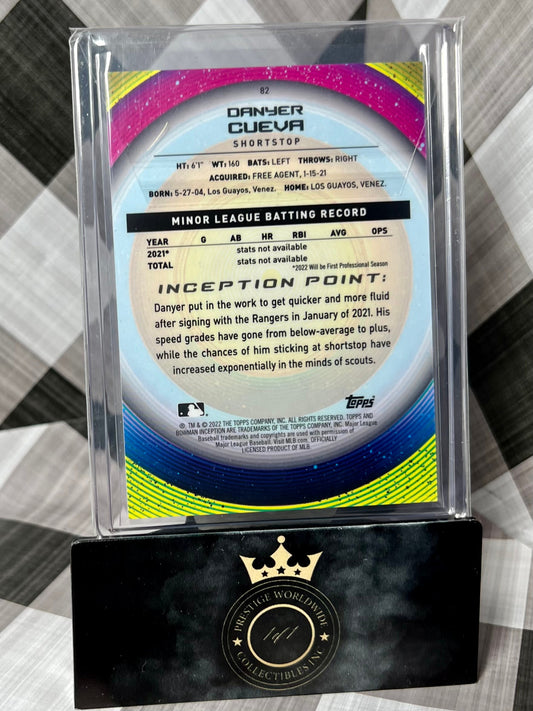 82
DANYER
CUEVA
SHORTSTOP
HT: 6'1" WT: 160 BATS: LEFT THROWS: RIGHT
ACQUIRED: FREE AGENT, 1-15-21
BORN: 5-27-04, Los Guayos, Venez. HOME: LOS GUAYOS, VENEZ.
MINOR LEAGUE BATTING RECORD
YEAR G AB HR RBI AVG OPS
2021* stats not available
TOTAL stats not available
*2022 Will be First Professional Season
INCEPTION POINT:
Danyer put in the work to get quicker and more fluid
after signing with the Rangers in January of 2021. His
speed grades have gone from below-average to plus,
while the chances of him sticking at shortstop have
increased exponentially in the minds of scouts.
Topps
®, TM & © 2022 THE TOPPS COMPANY, INC. ALL RIGHTS RESERVED. TOPPS AND
BOWMAN INCEPTION ARE TRADEMARKS OF THE TOPPS COMPANY, INC. Major League
Baseball trademarks and copyrights are used with permission of
Major League Baseball. Visit MLB.com. OFFICIALLY
LICENSED PRODUCT OF MLB.
PRESTIGE WORLDWIDE
1of1
COLLECTIBLES INC